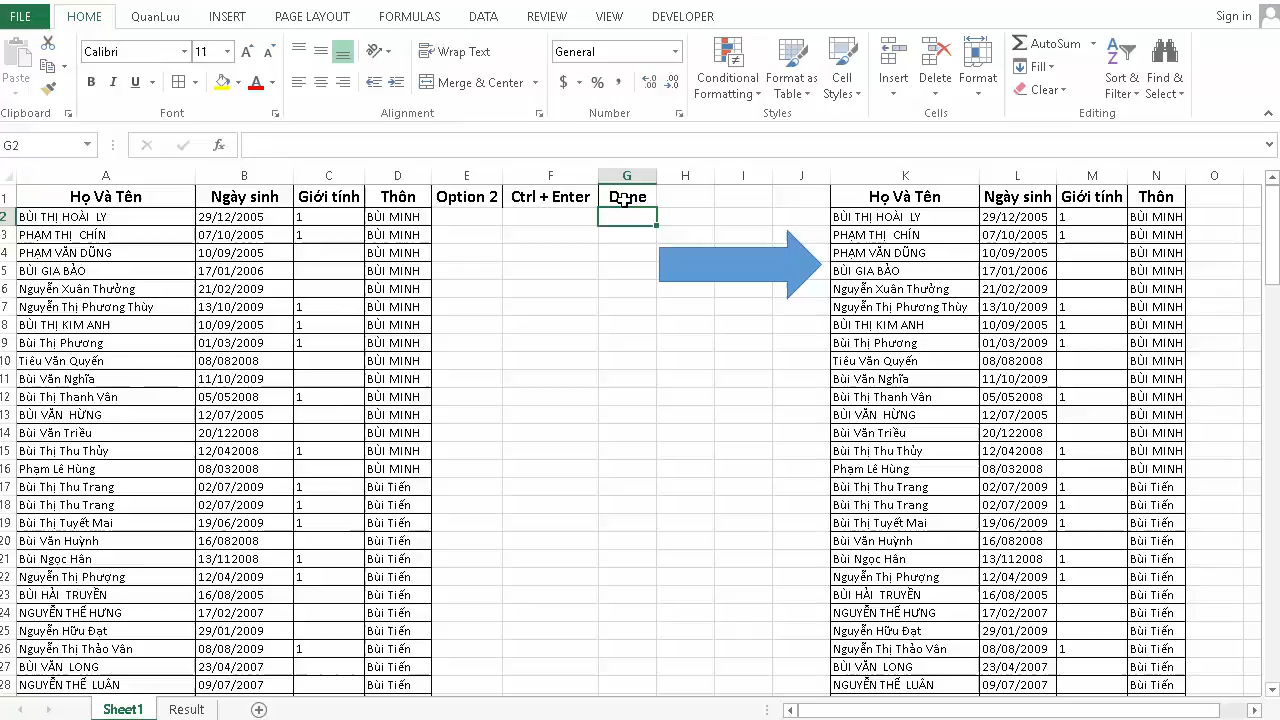 FILE HOME QuanLuu INSERT PAGE LAYOUT FORMULAS DATA REVIEW VIEW DEVELOPER Sign in
Calibri 11 Wrap Text General AutoSum
Paste Conditional Format as Cell Insert Delete Format Fill Sort & Find &
B I U Merge & Center $ % Formatting Table Styles Clear Filter Select
Clipboard Font Alignment Number Styles Cells Editing
G2 fx
A B C D E F G H I J K L M N O
1 Họ Và Tên Ngày sinh Giới tính Thôn Option 2 Ctrl + Enter Done Họ Và Tên Ngày sinh Giới tính Thôn
2 BÙI THỊ HOÀI LY 29/12/2005 1 BÙI MINH BÙI THỊ HOÀI LY 29/12/2005 1 BÙI MINH
3 PHẠM THỊ CHÍN 07/10/2005 1 BÙI MINH PHẠM THỊ CHÍN 07/10/2005 1 BÙI MINH
4 PHẠM VĂN DŨNG 10/09/2005 BÙI MINH PHẠM VĂN DŨNG 10/09/2005 BÙI MINH
5 BÙI GIA BẢO 17/01/2006 BÙI MINH BÙI GIA BẢO 17/01/2006 BÙI MINH
6 Nguyễn Xuân Thưởng 21/02/2009 BÙI MINH Nguyễn Xuân Thưởng 21/02/2009 BÙI MINH
7 Nguyễn Thị Phương Thùy 13/10/2009 1 BÙI MINH Nguyễn Thị Phương Thùy 13/10/2009 1 BÙI MINH
8 BÙI THỊ KIM ANH 10/09/2005 1 BÙI MINH BÙI THỊ KIM ANH 10/09/2005 1 BÙI MINH
9 Bùi Thị Phương 01/03/2009 1 BÙI MINH Bùi Thị Phương 01/03/2009 1 BÙI MINH
10 Tiêu Văn Quyến 08/082008 BÙI MINH Tiêu Văn Quyến 08/082008 BÙI MINH
11 Bùi Văn Nghĩa 11/10/2009 BÙI MINH Bùi Văn Nghĩa 11/10/2009 BÙI MINH
12 Bùi Thị Thanh Vân 05/052008 1 BÙI MINH Bùi Thị Thanh Vân 05/052008 1 BÙI MINH
13 BÙI VĂN HỪNG 12/07/2005 BÙI MINH BÙI VĂN HỪNG 12/07/2005 BÙI MINH
14 Bùi Văn Triều 20/122008 BÙI MINH Bùi Văn Triều 20/122008 BÙI MINH
15 Bùi Thị Thu Thủy 12/042008 1 BÙI MINH Bùi Thị Thu Thủy 12/042008 1 BÙI MINH
16 Phạm Lê Hùng 08/032008 BÙI MINH Phạm Lê Hùng 08/032008 BÙI MINH
17 Bùi Thị Thu Trang 02/07/2009 1 Bùi Tiến Bùi Thị Thu Trang 02/07/2009 1 Bùi Tiến
18 Bùi Thị Thu Trang 02/07/2009 1 Bùi Tiến Bùi Thị Thu Trang 02/07/2009 1 Bùi Tiến
19 Bùi Thị Tuyết Mai 19/06/2009 1 Bùi Tiến Bùi Thị Tuyết Mai 19/06/2009 1 Bùi Tiến
20 Bùi Văn Huỳnh 16/082008 Bùi Tiến Bùi Văn Huỳnh 16/082008 Bùi Tiến
21 Bùi Ngọc Hân 13/112008 1 Bùi Tiến Bùi Ngọc Hân 13/112008 1 Bùi Tiến
22 Nguyễn Thị Phượng 12/04/2009 1 Bùi Tiến Nguyễn Thị Phượng 12/04/2009 1 Bùi Tiến
23 BÙI HẢI TRUYỀN 16/08/2005 Bùi Tiến BÙI HẢI TRUYỀN 16/08/2005 Bùi Tiến
24 NGUYỄN THẾ HƯNG 17/02/2007 Bùi Tiến NGUYỄN THẾ HƯNG 17/02/2007 Bùi Tiến
25 Nguyễn Hữu Đạt 29/01/2009 Bùi Tiến Nguyễn Hữu Đạt 29/01/2009 Bùi Tiến
26 Nguyễn Thị Thảo Vân 08/08/2009 1 Bùi Tiến Nguyễn Thị Thảo Vân 08/08/2009 1 Bùi Tiến
27 BÙI VĂN LONG 23/04/2007 Bùi Tiến BÙI VĂN LONG 23/04/2007 Bùi Tiến
28 NGUYỄN THẾ LUÂN 09/07/2007 Bùi Tiến NGUYỄN THẾ LUÂN 09/07/2007 Bùi Tiến
Sheet1 Result